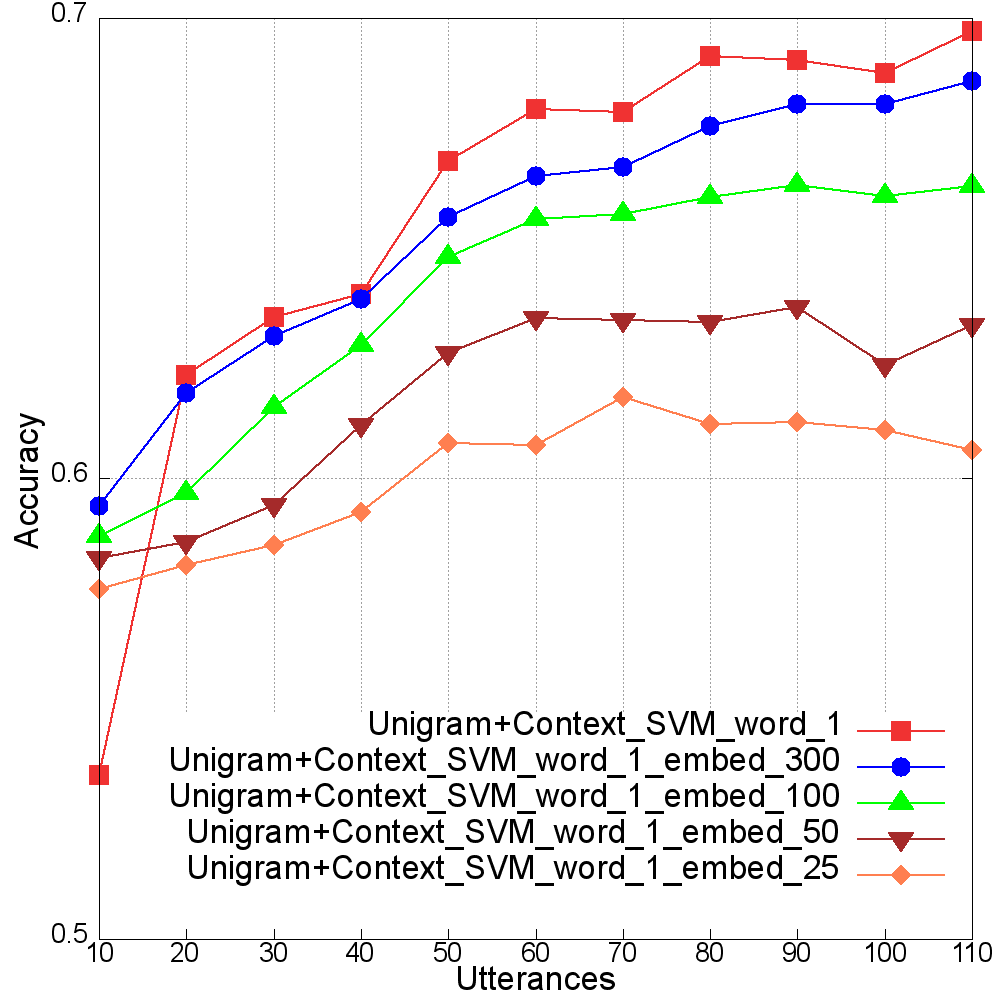 0.7
0.6
0.5
Accuracy
Unigram+Context_SVM_word_1
Unigram+Context_SVM_word_1_embed_300
Unigram+Context_SVM_word_1_embed_100
Unigram+Context_SVM_word_1_embed_50
Unigram+Context_SVM_word_1_embed_25
10 20 30 40 50 60 70 80 90 100 110
Utterances